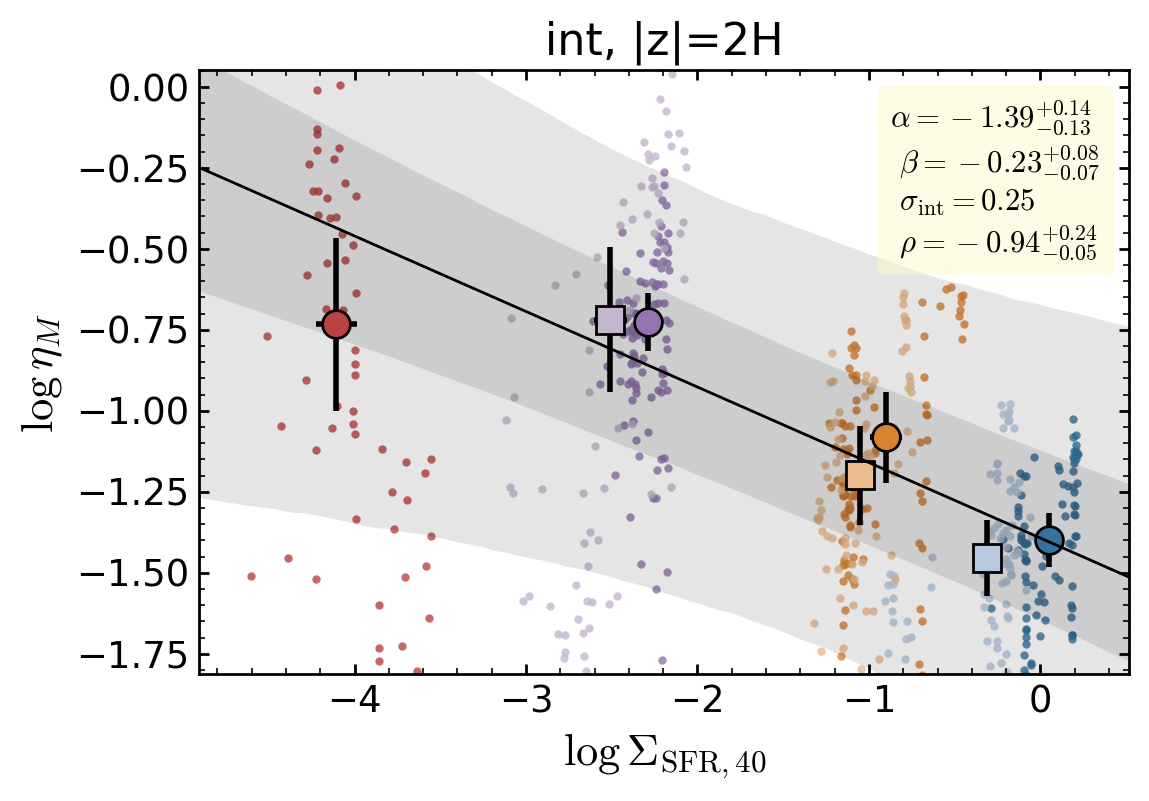 int, |z|=2H
α = −1.39^{+0.14}_{−0.13}
β = −0.23^{+0.08}_{−0.07}
σ_int = 0.25
ρ = −0.94^{+0.24}_{−0.05}
log η_M
0.00
−0.25
−0.50
−0.75
−1.00
−1.25
−1.50
−1.75
−4 −3 −2 −1 0
log Σ_{SFR, 40}